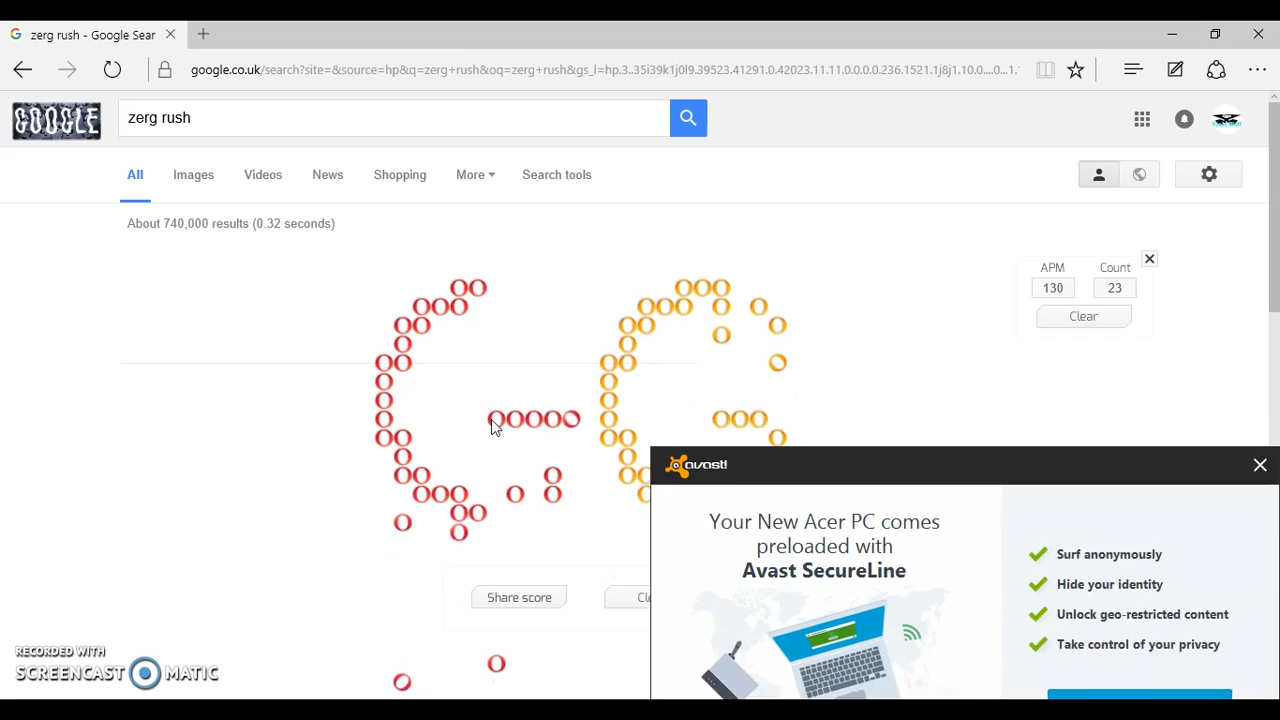 zerg rush - Google Sear
google.co.uk/search?site=&source=hp&q=zerg+rush&oq=zerg+rush&gs_l=hp.3..35i39k1j0l9.39523.41291.0.42023.11.11.0.0.0.0.236.1521.1j8j1.10.0....0...1.
GOOGLE
zerg rush
All Images Videos News Shopping More Search tools
About 740,000 results (0.32 seconds)
APM Count
130 23
Clear
avast!
Your New Acer PC comes
preloaded with
Avast SecureLine
Surf anonymously
Hide your identity
Unlock geo-restricted content
Take control of your privacy
Share score Cle
RECORDED WITH
SCREENCAST MATIC